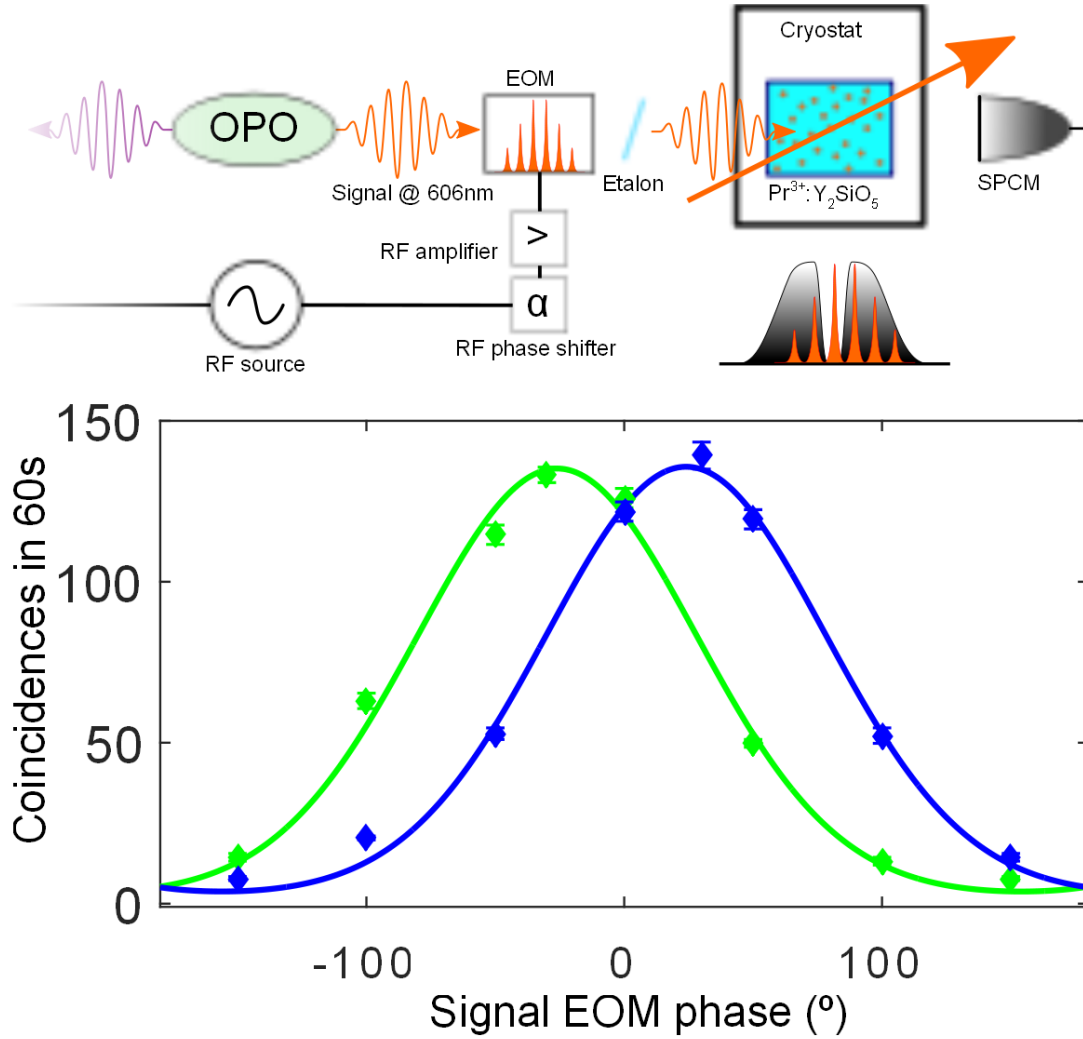 Cryostat
EOM
OPO
Signal @ 606nm
Etalon
Pr³⁺:Y₂SiO₅
SPCM
RF amplifier
>
α
RF source
RF phase shifter
150
100
50
0
Coincidences in 60s
-100
0
100
Signal EOM phase (º)